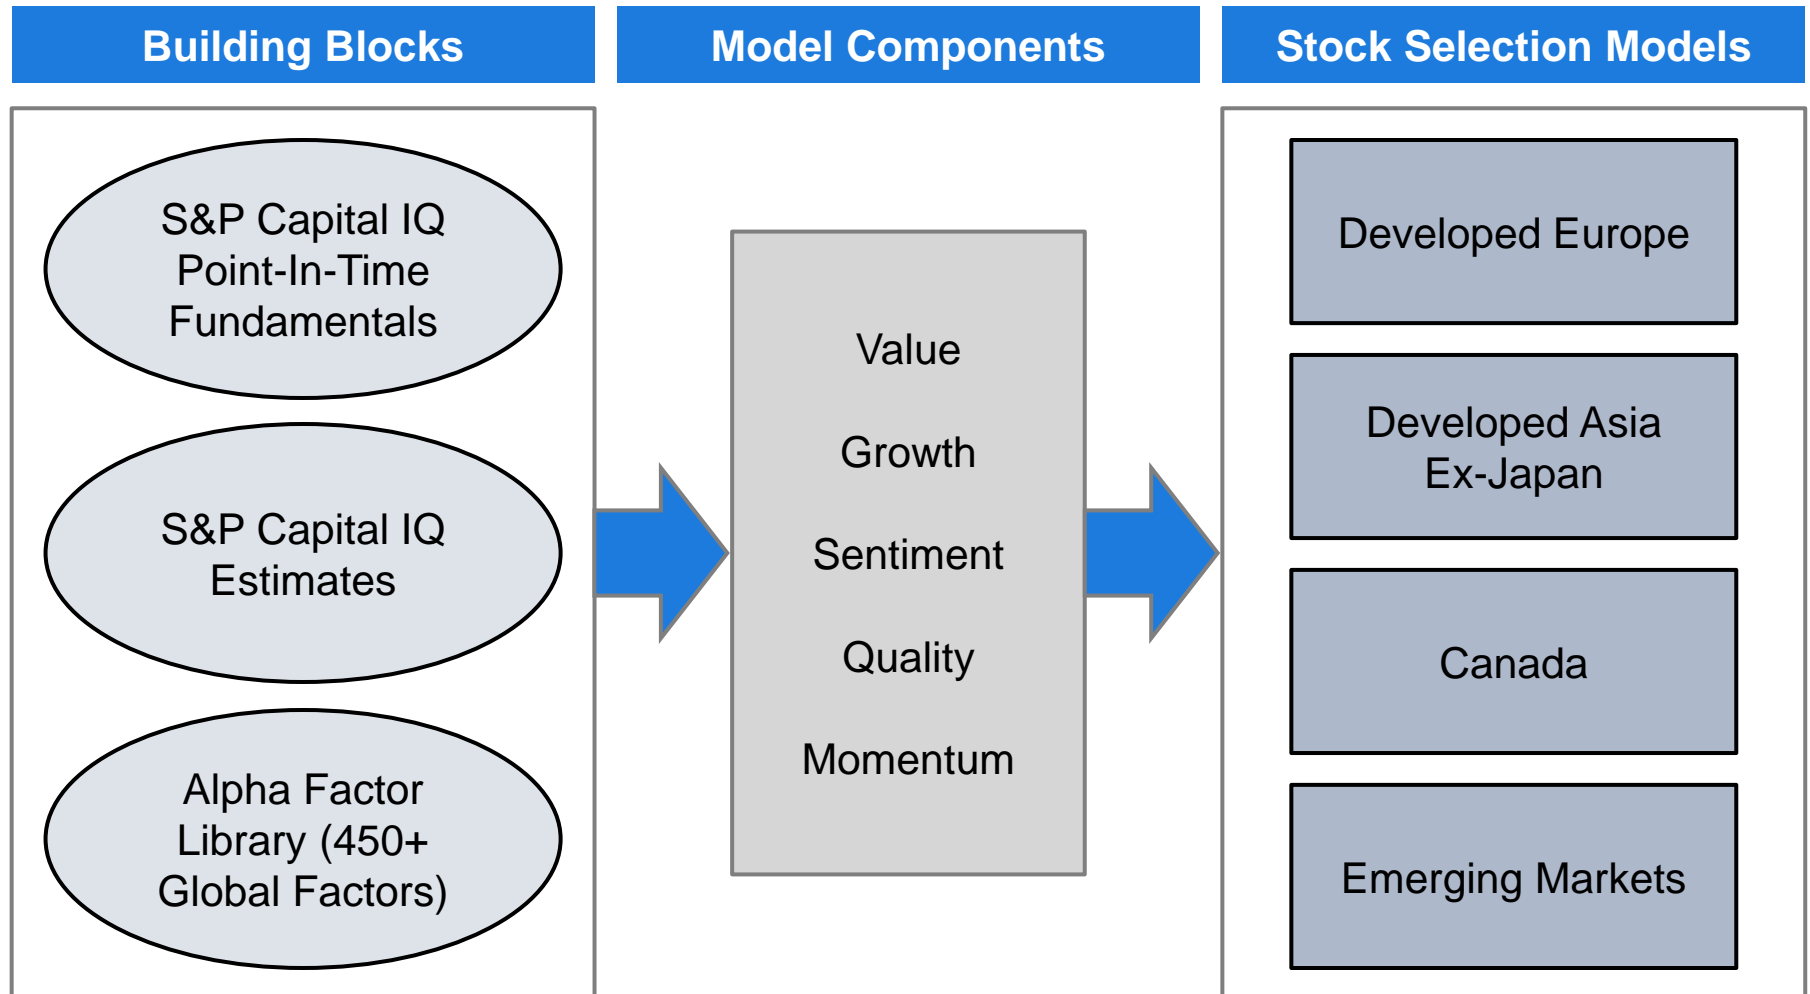 Building Blocks
Model Components
Stock Selection Models
S&P Capital IQ
Point-In-Time
Fundamentals
S&P Capital IQ
Estimates
Alpha Factor
Library (450+
Global Factors)
Value
Growth
Sentiment
Quality
Momentum
Developed Europe
Developed Asia
Ex-Japan
Canada
Emerging Markets